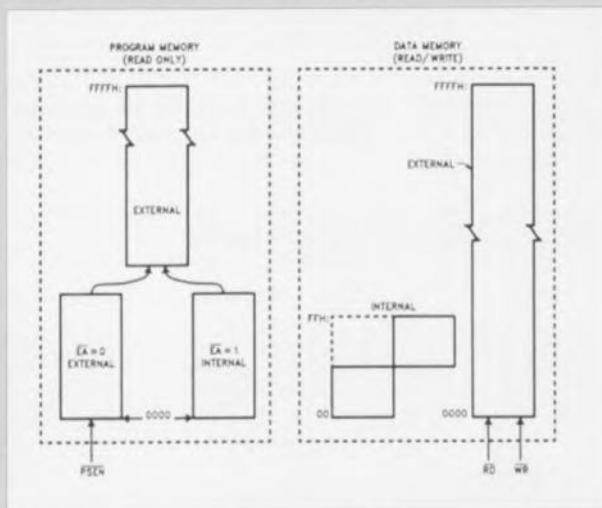 PROGRAM MEMORY
(READ ONLY)
FFFFH:
EXTERNAL
EA = 0
EXTERNAL
EA = 1
INTERNAL
0000
PSEN
DATA MEMORY
(READ/WRITE)
FFFFH:
EXTERNAL
INTERNAL
FFH:
00
0000
RD
WR